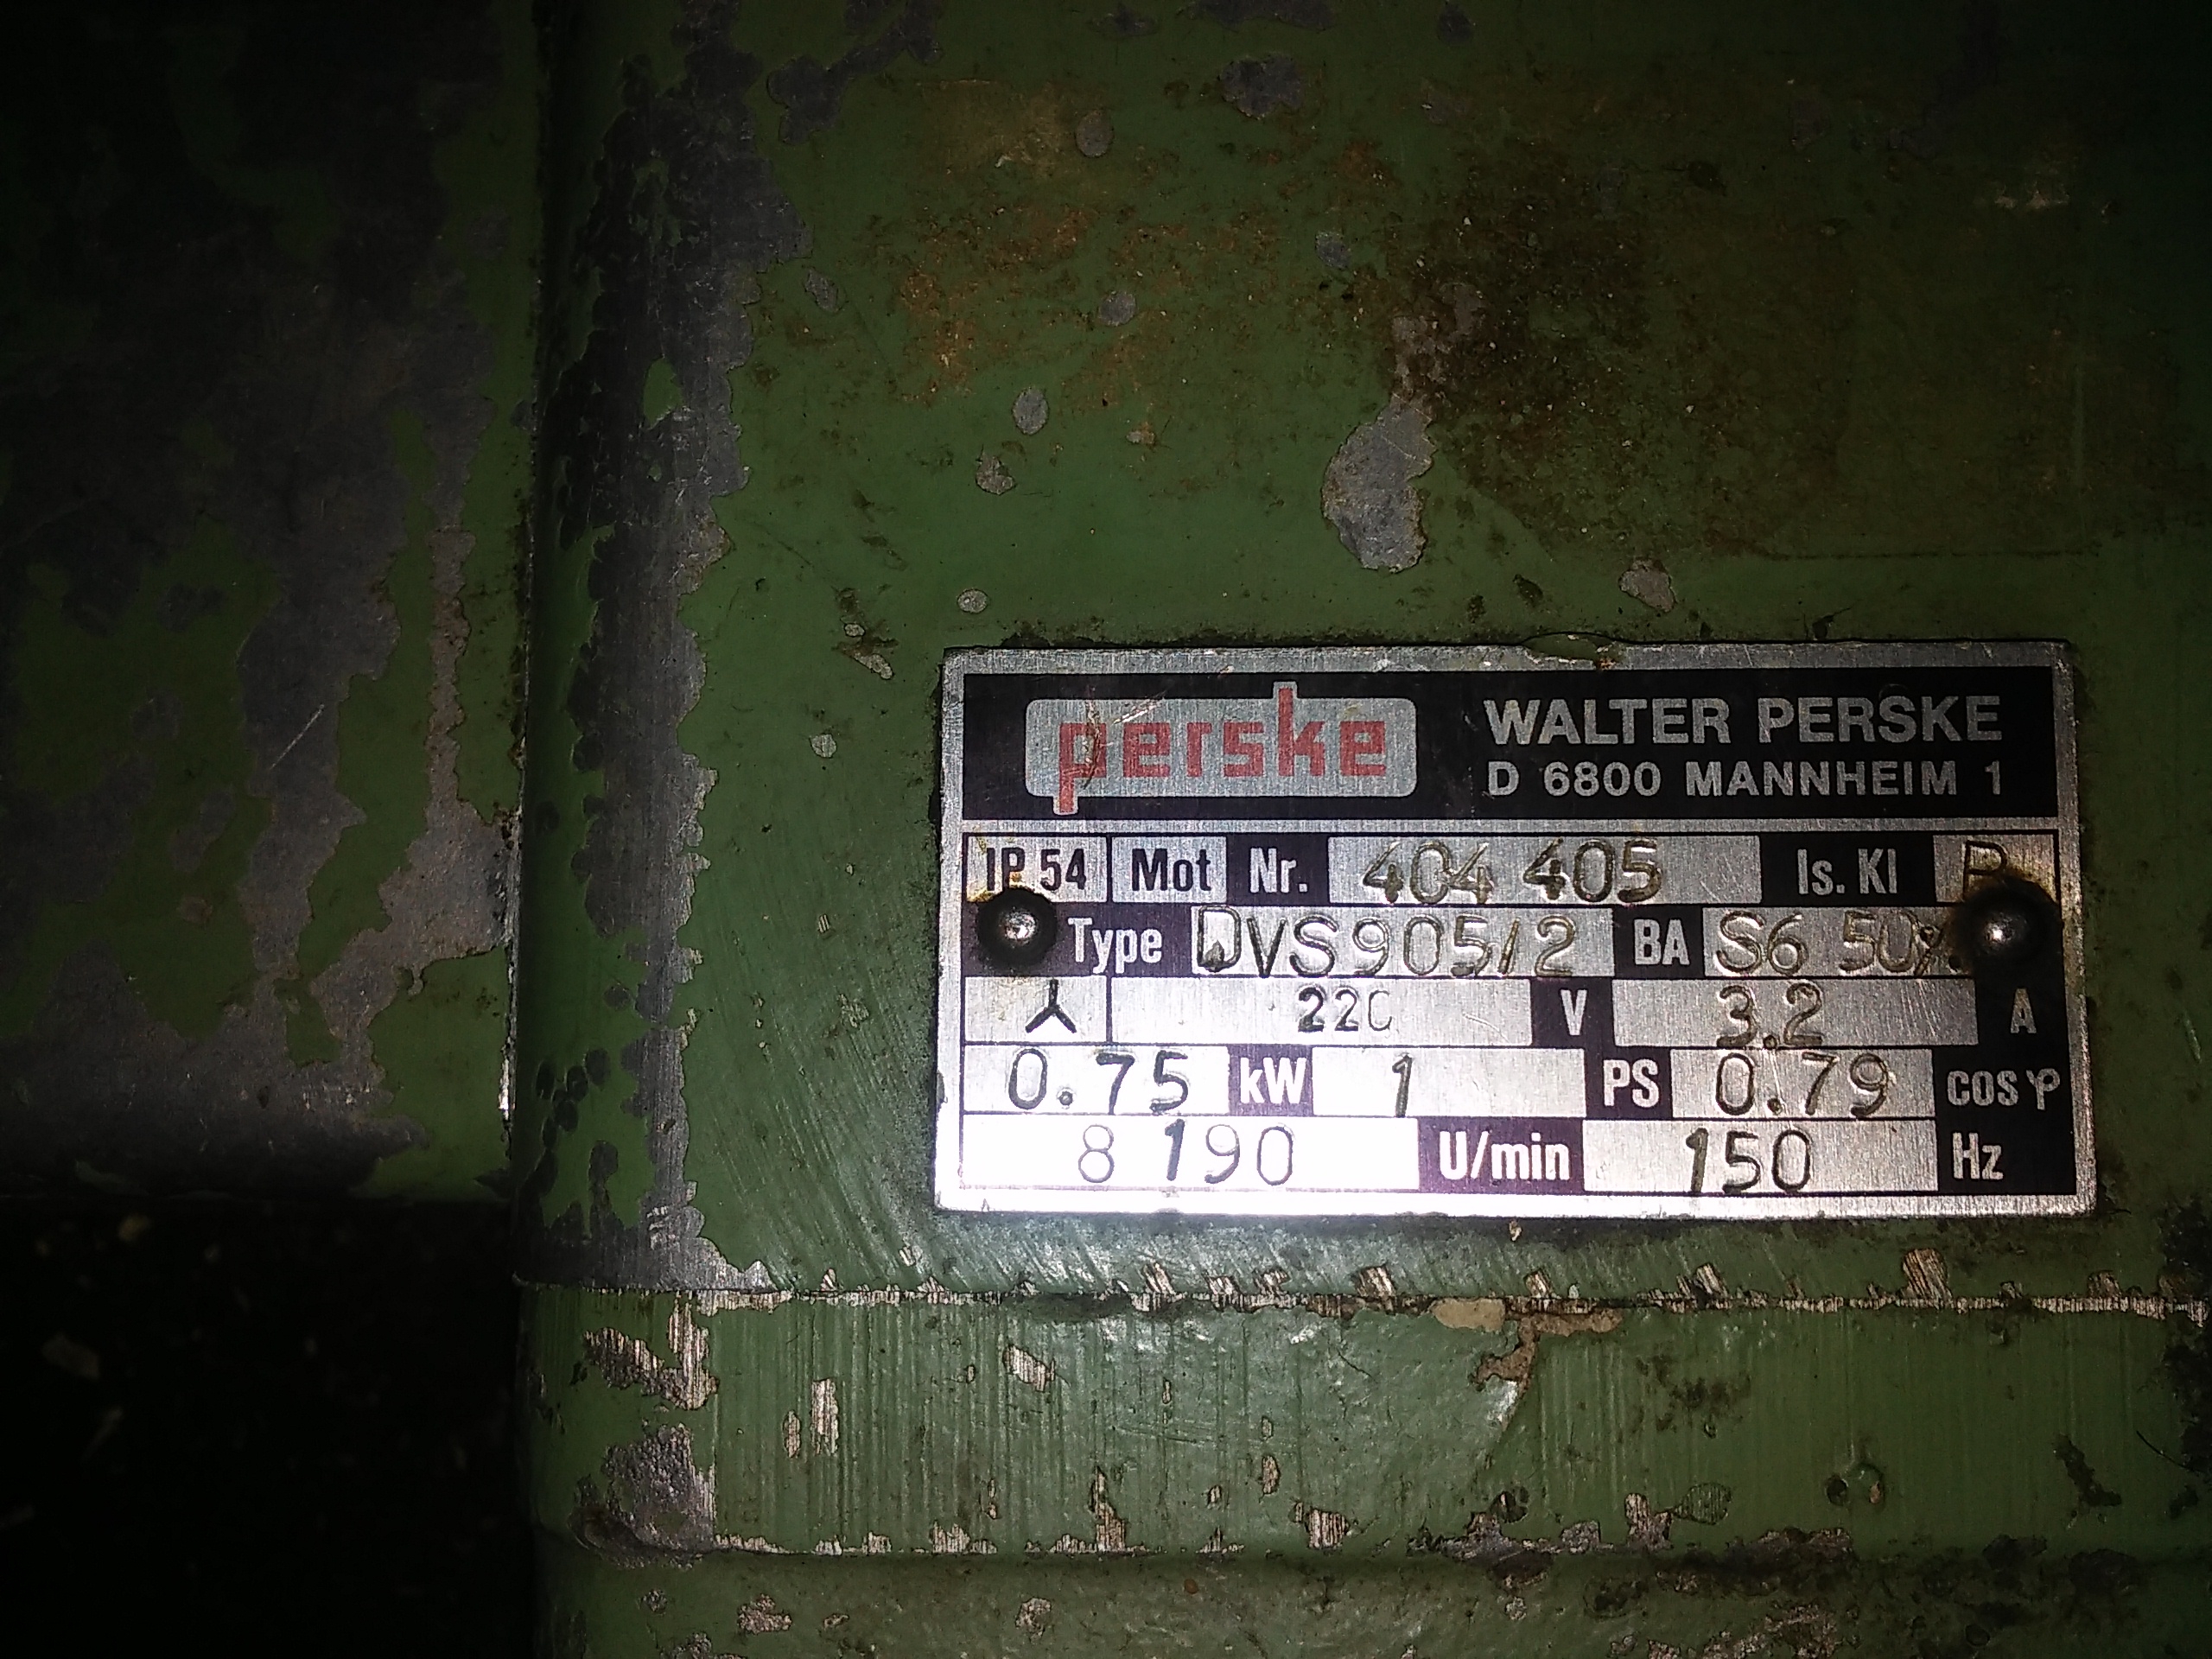 perske
WALTER PERSKE
D 6800 MANNHEIM 1
IP 54 Mot Nr. 404 405 Is. Kl
Type DVS905/2 BA S6 50%
220 V 3.2 A
0.75 kW 1 PS 0.79 cos φ
8 190 U/min 150 Hz